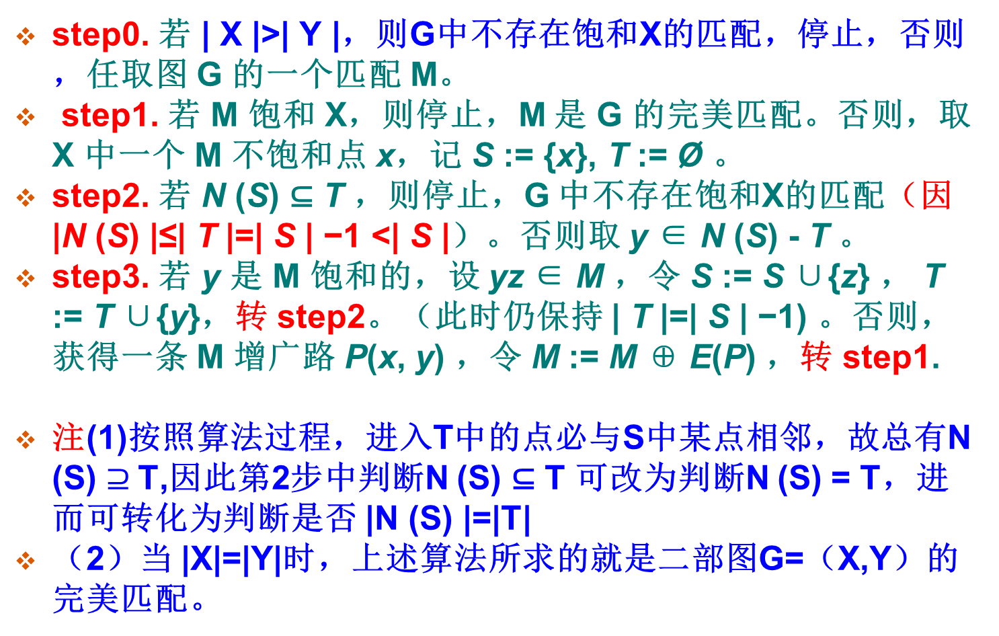 ❖ step0. 若 | X |>| Y |，则G中不存在饱和X的匹配，停止，否则
，任取图 G 的一个匹配 M。
❖ step1. 若 M 饱和 X，则停止，M 是 G 的完美匹配。否则，取
X 中一个 M 不饱和点 x，记 S := {x}, T := Ø 。
❖ step2. 若 N (S) ⊆ T ，则停止，G 中不存在饱和X的匹配（因
|N (S) |≤| T |=| S | −1 <| S |）。否则取 y ∈ N (S) - T 。
❖ step3. 若 y 是 M 饱和的，设 yz ∈ M ，令 S := S ∪{z} ， T
:= T ∪{y}，转 step2。（此时仍保持 | T |=| S | −1) 。否则，
获得一条 M 增广路 P(x, y) ，令 M := M ⊕ E(P) ，转 step1.
❖ 注(1)按照算法过程，进入T中的点必与S中某点相邻，故总有N
(S) ⊇ T,因此第2步中判断N (S) ⊆ T 可改为判断N (S) = T，进
而可转化为判断是否 |N (S) |=|T|
❖ （2）当 |X|=|Y|时，上述算法所求的就是二部图G=（X,Y）的
完美匹配。